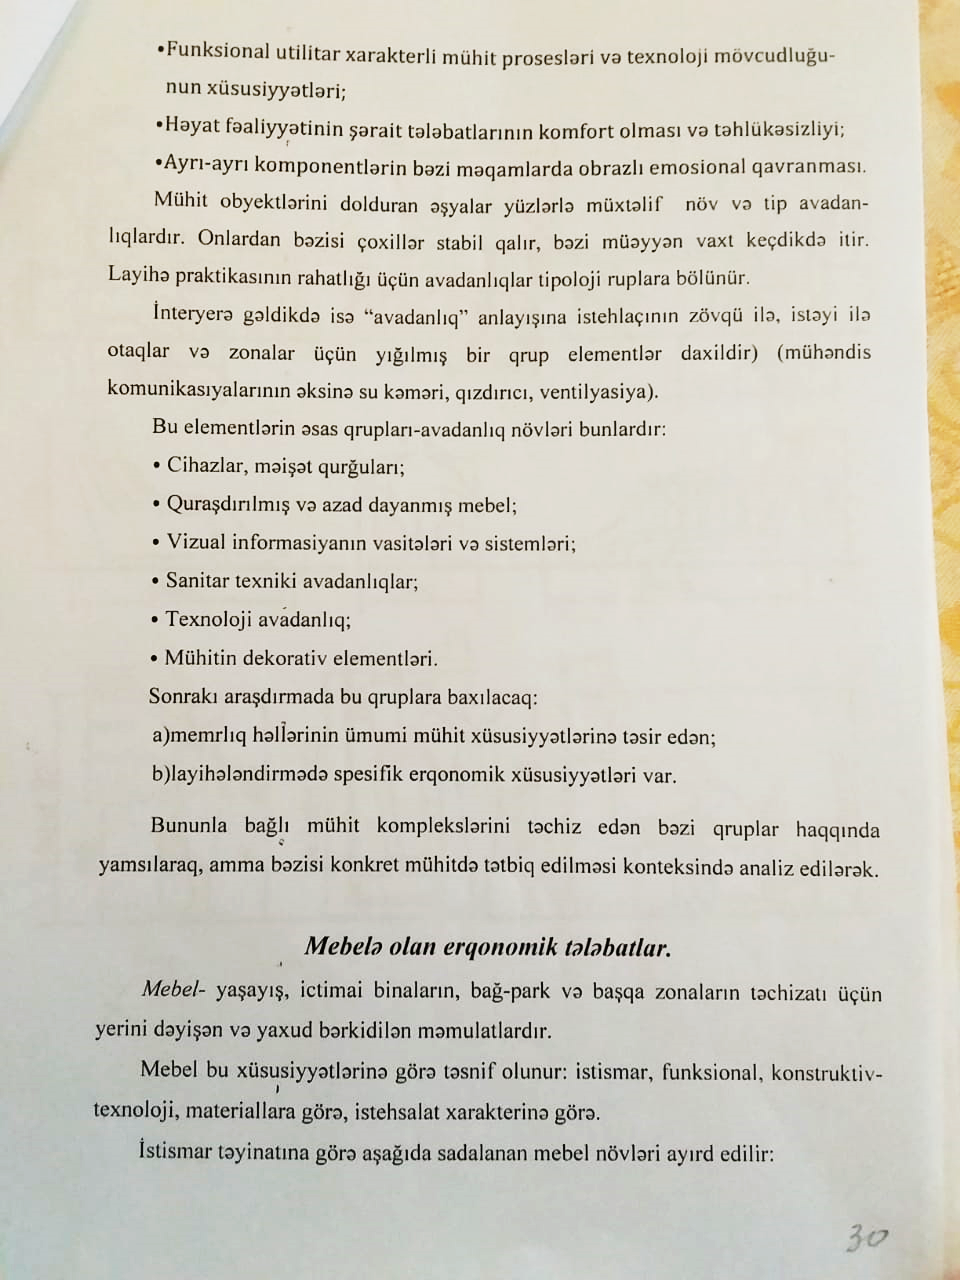 •Funksional utilitar xarakterli mühit prosesləri və texnoloji mövcudluğu-
nun xüsusiyyətləri;
•Həyat fəaliyyətinin şərait tələbatlarının komfort olması və təhlükəsizliyi;
•Ayrı-ayrı komponentlərin bəzi məqamlarda obrazlı emosional qavranması.
Mühit obyektlərini dolduran əşyalar yüzlərlə müxtəlif növ və tip avadan-
lıqlardır. Onlardan bəzisi çoxillər stabil qalır, bəzi müəyyən vaxt keçdikdə itir.
Layihə praktikasının rahatlığı üçün avadanlıqlar tipoloji ruplara bölünür.
İnteryerə gəldikdə isə “avadanlıq” anlayışına istehlaçının zövqü ilə, istəyi ilə
otaqlar və zonalar üçün yığılmış bir qrup elementlər daxildir) (mühəndis
komunikasıyalarının əksinə su kəməri, qızdırıcı, ventilyasiya).
Bu elementlərin əsas qrupları-avadanlıq növləri bunlardır:
• Cihazlar, məişət qurğuları;
• Quraşdırılmış və azad dayanmış mebel;
• Vizual informasiyanın vasitələri və sistemləri;
• Sanitar texniki avadanlıqlar;
• Texnoloji avadanlıq;
• Mühitin dekorativ elementləri.
Sonrakı araşdırmada bu qruplara baxılacaq:
a)memrlıq həllərinin ümumi mühit xüsusiyyətlərinə təsir edən;
b)layihələndirmədə spesifik erqonomik xüsusiyyətləri var.
Bununla bağlı mühit komplekslərini təchiz edən bəzi qruplar haqqında
yamsılaraq, amma bəzisi konkret mühitdə tətbiq edilməsi konteksində analiz edilərək.
Mebelə olan erqonomik tələbatlar.
Mebel- yaşayış, ictimai binaların, bağ-park və başqa zonaların təchizatı üçün
yerini dəyişən və yaxud bərkidilən məmulatlardır.
Mebel bu xüsusiyyətlərinə görə təsnif olunur: istismar, funksional, konstruktiv-
texnoloji, materiallara görə, istehsalat xarakterinə görə.
İstismar təyinatına görə aşağıda sadalanan mebel növləri ayırd edilir:
30